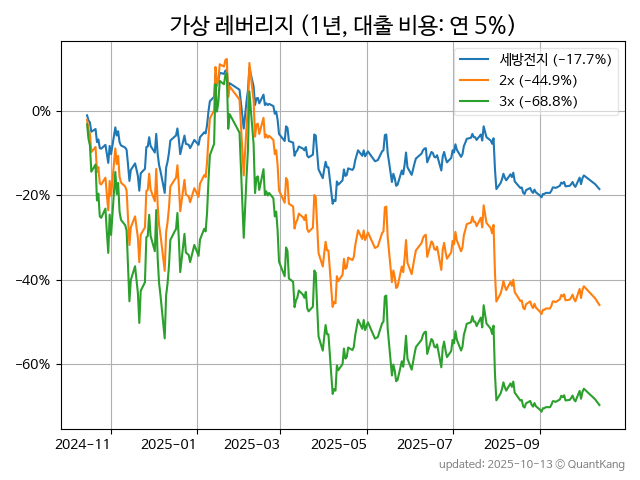 가상 레버리지 (1년, 대출 비용: 연 5%)
세방전지 (−17.7%)
2x (−44.9%)
3x (−68.8%)
0%
−20%
−40%
−60%
2024−11 2025−01 2025−03 2025−05 2025−07 2025−09
updated: 2025-10-13 © QuantKang